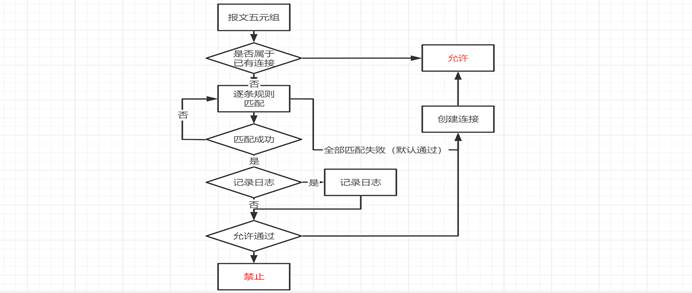 报文五元组
是否属于
已有连接
允许
否
逐条规则
匹配
否
创建连接
匹配成功
全部匹配失败（默认通过）
是
记录日志
是
记录日志
否
允许通过
禁止